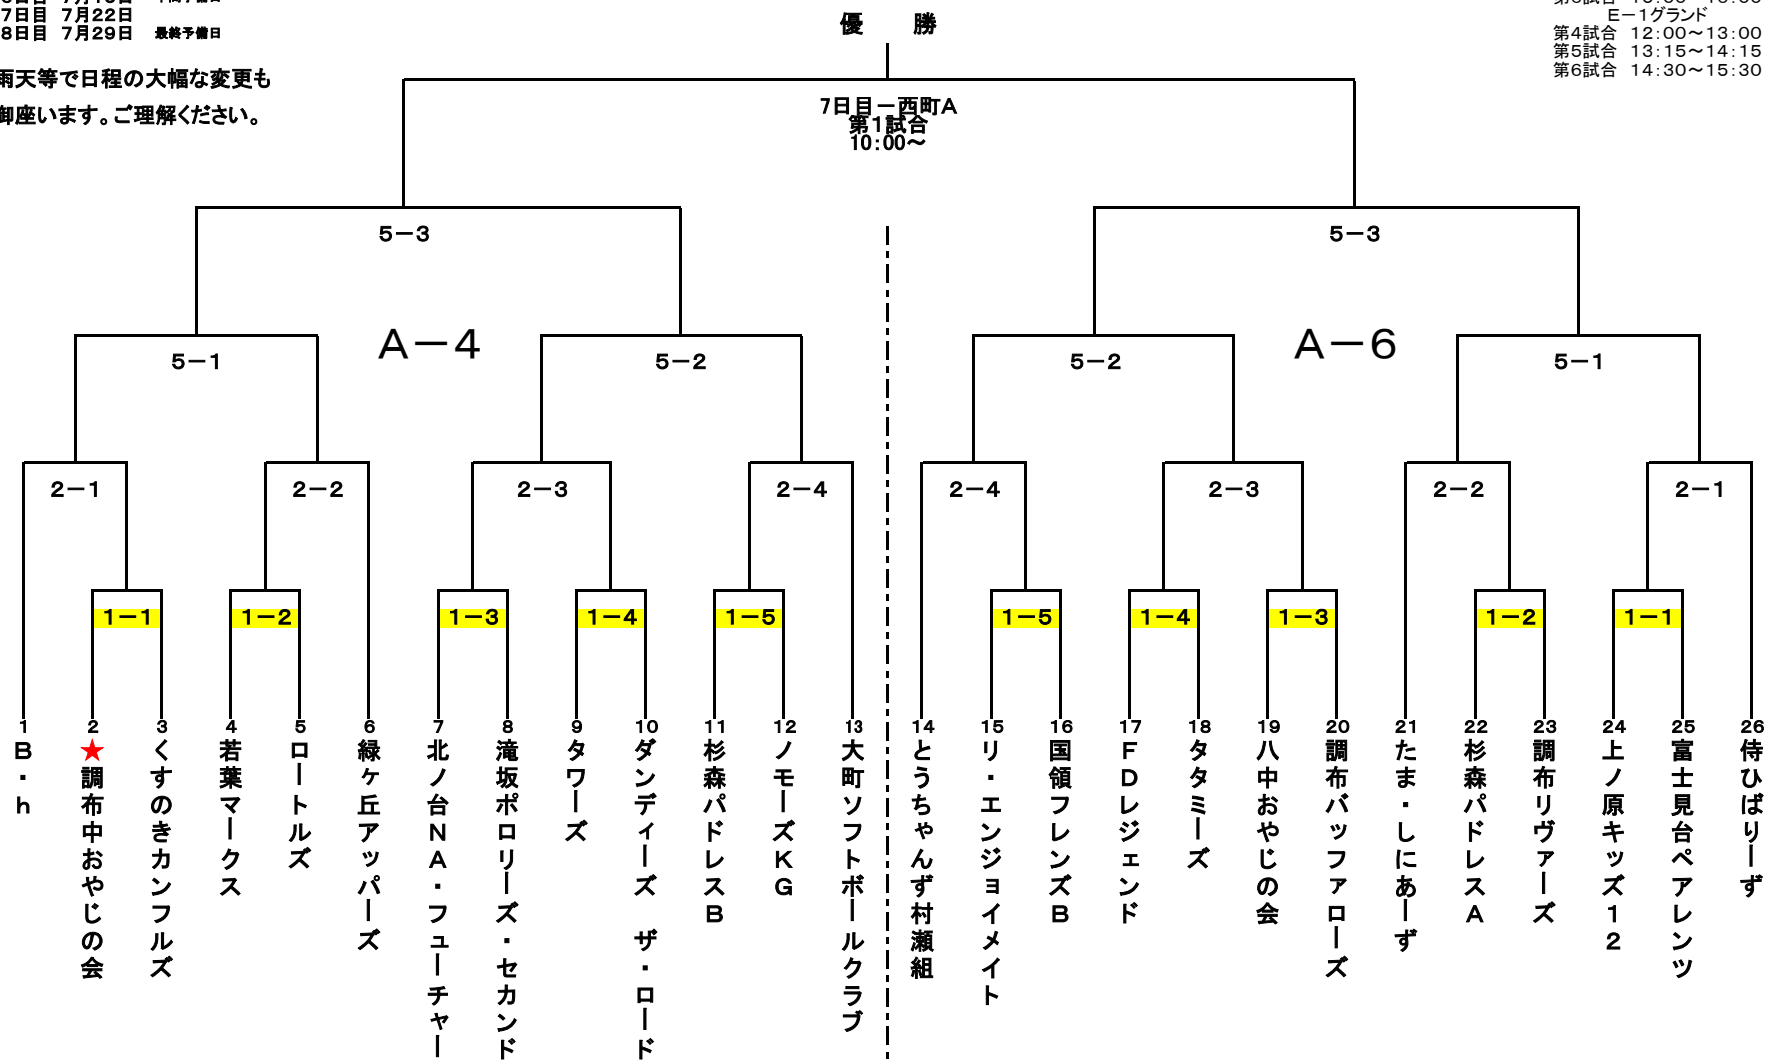 7日目 7月22日
8日目 7月29日 最終予備日
雨天等で日程の大幅な変更も
御座います。ご理解ください。
優 勝
E－1グランド
第4試合 12:00～13:00
第5試合 13:15～14:15
第6試合 14:30～15:30
7日目－西町A
第1試合
10:00～
5－3
5－3
A－4
A－6
5－1
5－2
5－2
5－1
2－1
2－2
2－3
2－4
2－4
2－3
2－2
2－1
1－1
1－2
1－3
1－4
1－5
1－5
1－4
1－3
1－2
1－1
1 B・h
2 ★調布中おやじの会
3 くすのきカンフルズ
4 若葉マークス
5 ロートルズ
6 緑ヶ丘アッパーズ
7 北ノ台NA・フューチャー
8 滝坂ポロリーズ・セカンド
9 タワーズ
10 ダンディーズ ザ・ロード
11 杉森パドレスB
12 ノモーズKG
13 大町ソフトボールクラブ
14 とうちゃんず村瀬組
15 リ・エンジョイメイト
16 国領フレンズB
17 FDレジェンド
18 タタミーズ
19 八中おやじの会
20 調布バッファローズ
21 たま・しにあーず
22 杉森パドレスA
23 調布リヴァーズ
24 上ノ原キッズ12
25 富士見台ペアレンツ
26 侍ひばりーず